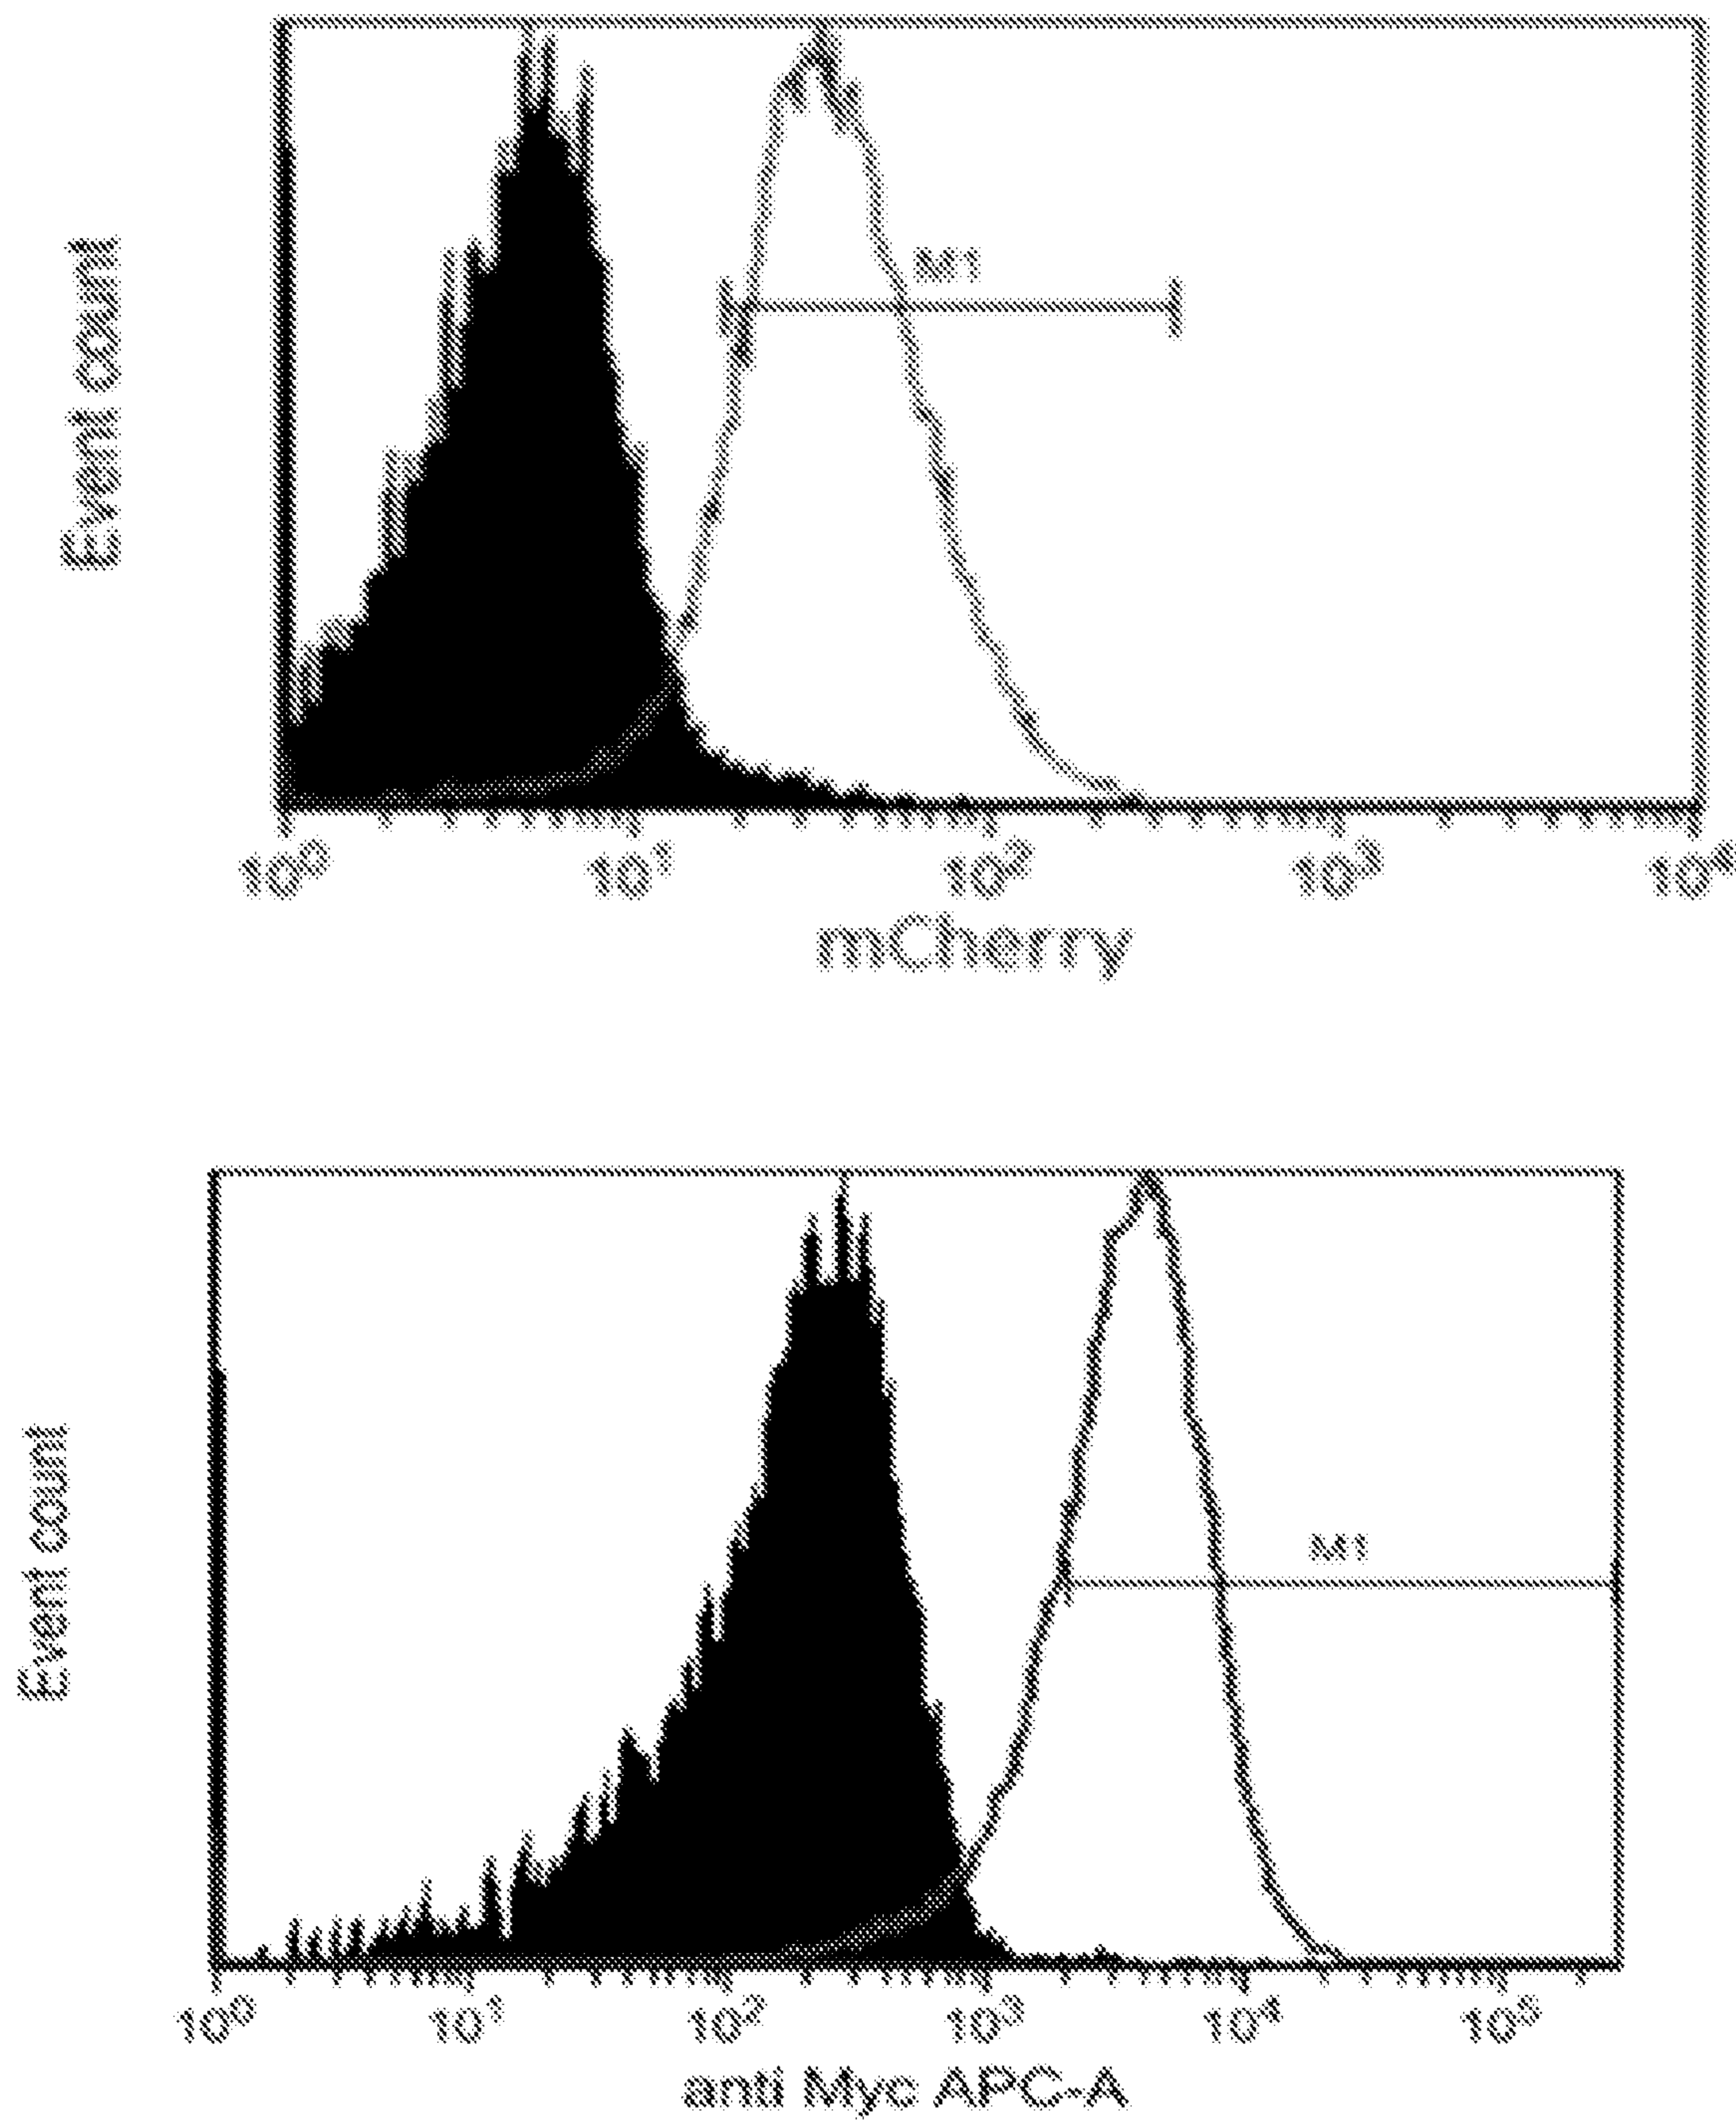 Event count
M1
10⁰ 10¹ 10² 10³ 10⁴
mCherry
Event count
M1
10⁰ 10¹ 10² 10³ 10⁴ 10⁵
anti Myc APC-A